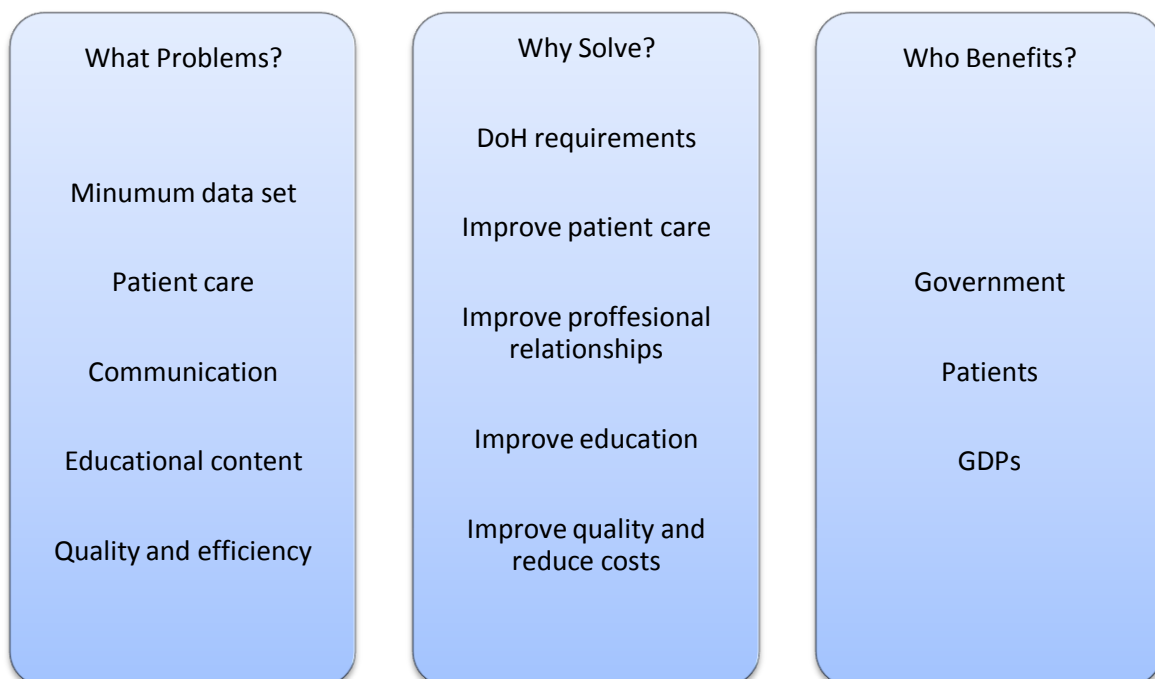 What Problems?
Minumum data set
Patient care
Communication
Educational content
Quality and efficiency
Why Solve?
DoH requirements
Improve patient care
Improve proffesional
relationships
Improve education
Improve quality and
reduce costs
Who Benefits?
Government
Patients
GDPs